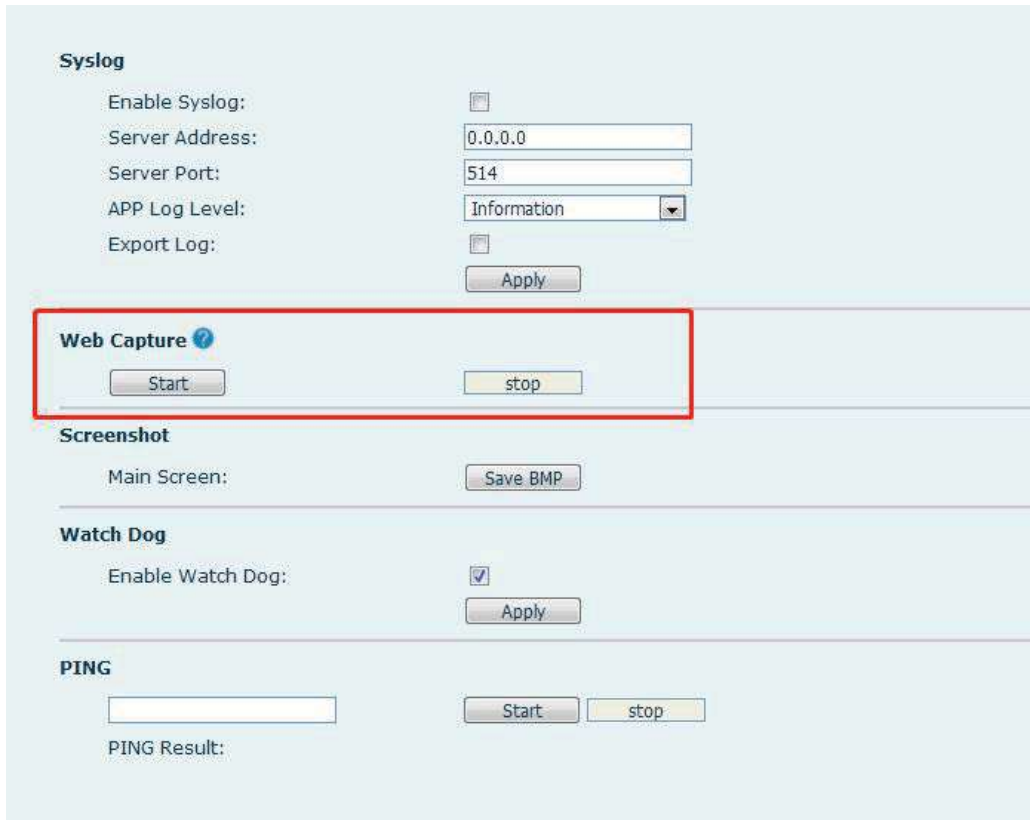 Syslog
Enable Syslog:
Server Address: 0.0.0.0
Server Port: 514
APP Log Level: Information
Export Log:
Apply
Web Capture ?
Start stop
Screenshot
Main Screen: Save BMP
Watch Dog
Enable Watch Dog:
Apply
PING
Start stop
PING Result: